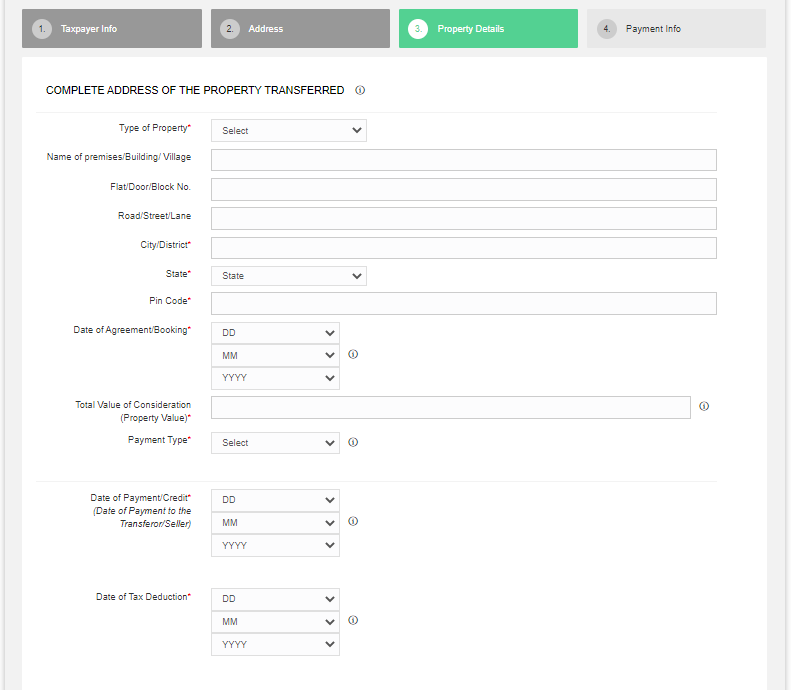 1. Taxpayer Info 2. Address 3. Property Details 4. Payment Info
COMPLETE ADDRESS OF THE PROPERTY TRANSFERRED
Type of Property* Select
Name of premises/Building/ Village
Flat/Door/Block No.
Road/Street/Lane
City/District*
State* State
Pin Code*
Date of Agreement/Booking* DD
MM
YYYY
Total Value of Consideration
(Property Value)*
Payment Type* Select
Date of Payment/Credit* DD
(Date of Payment to the
Transferor/Seller) MM
YYYY
Date of Tax Deduction* DD
MM
YYYY